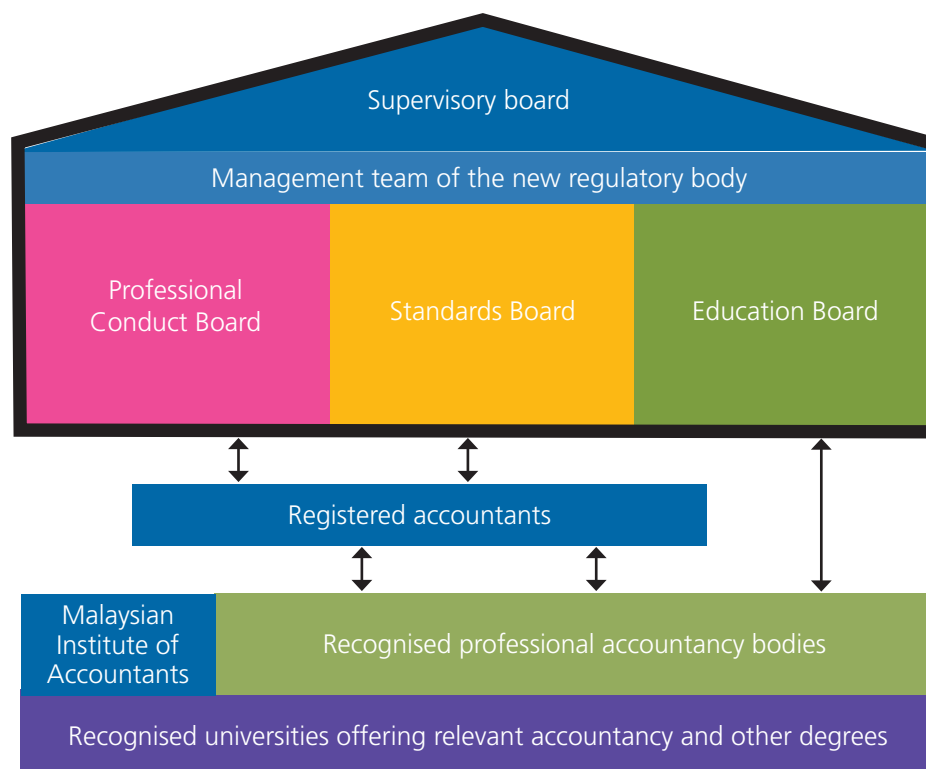 Supervisory board
Management team of the new regulatory body
Professional
Conduct Board
Standards Board
Education Board
Registered accountants
Malaysian
Institute of
Accountants
Recognised professional accountancy bodies
Recognised universities offering relevant accountancy and other degrees